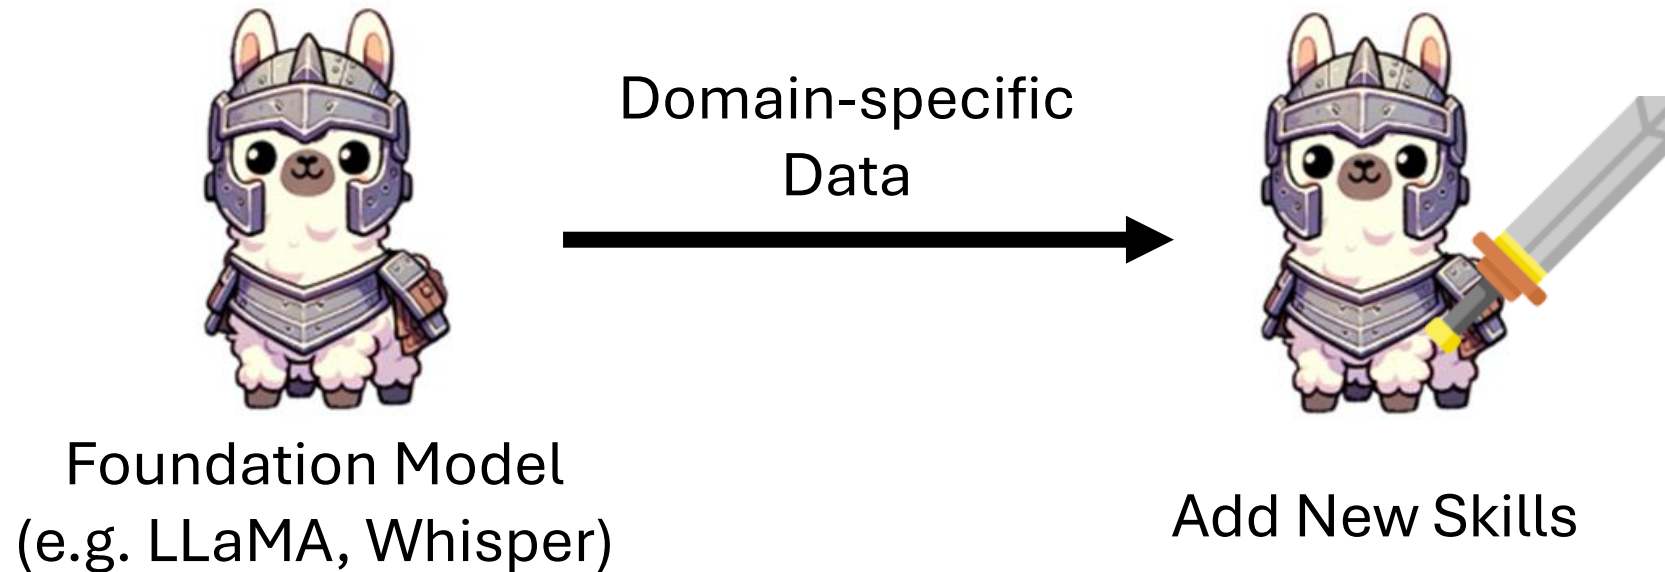 Domain-specific
Data
Foundation Model
(e.g. LLaMA, Whisper)
Add New Skills